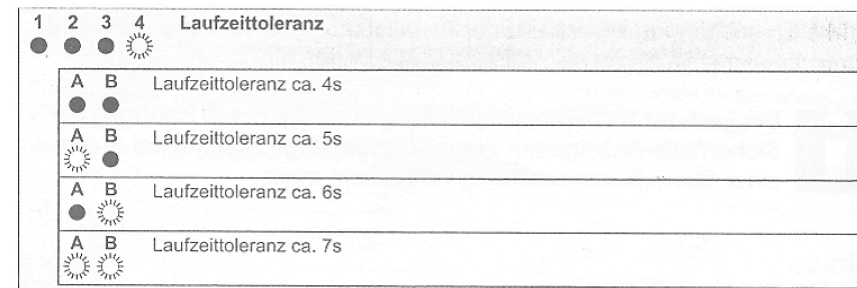 1 2 3 4 Laufzeittoleranz
A B Laufzeittoleranz ca. 4s
A B Laufzeittoleranz ca. 5s
A B Laufzeittoleranz ca. 6s
A B Laufzeittoleranz ca. 7s